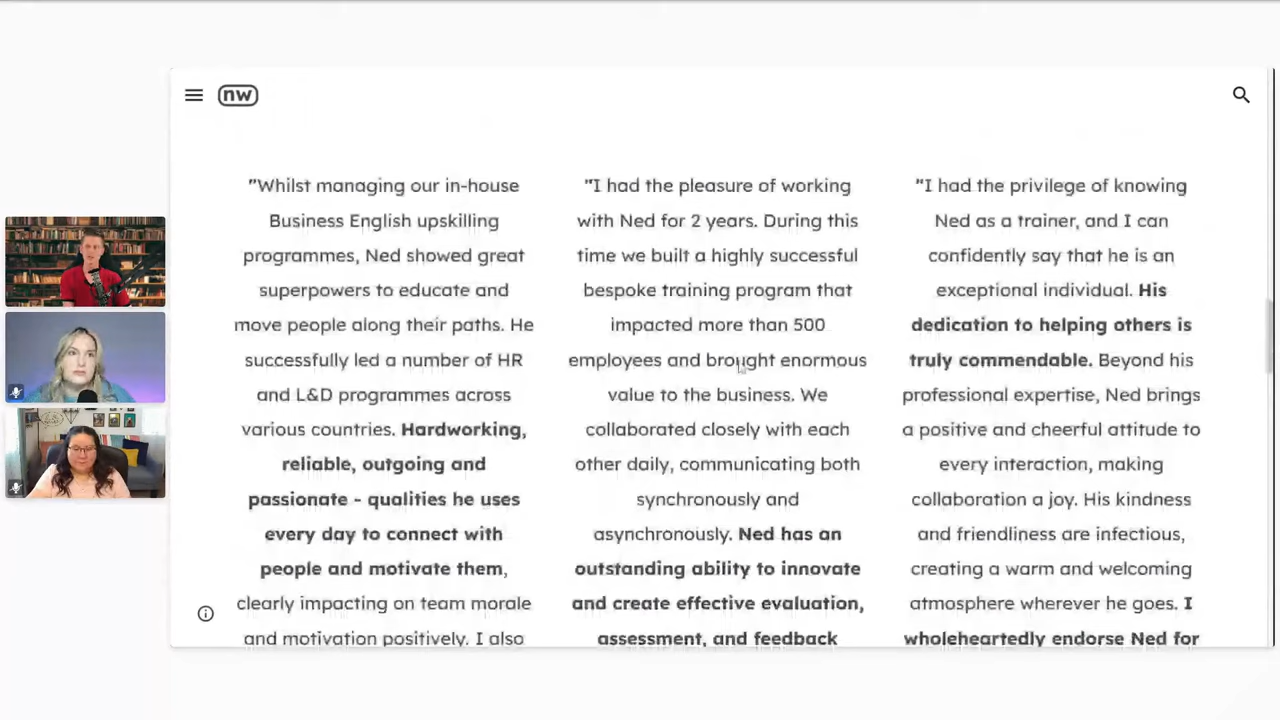 nw
"Whilst managing our in-house
Business English upskilling
programmes, Ned showed great
superpowers to educate and
move people along their paths. He
successfully led a number of HR
and L&D programmes across
various countries. Hardworking,
reliable, outgoing and
passionate - qualities he uses
every day to connect with
people and motivate them,
clearly impacting on team morale
and motivation positively. I also
"I had the pleasure of working
with Ned for 2 years. During this
time we built a highly successful
bespoke training program that
impacted more than 500
employees and brought enormous
value to the business. We
collaborated closely with each
other daily, communicating both
synchronously and
asynchronously. Ned has an
outstanding ability to innovate
and create effective evaluation,
assessment, and feedback
"I had the privilege of knowing
Ned as a trainer, and I can
confidently say that he is an
exceptional individual. His
dedication to helping others is
truly commendable. Beyond his
professional expertise, Ned brings
a positive and cheerful attitude to
every interaction, making
collaboration a joy. His kindness
and friendliness are infectious,
creating a warm and welcoming
atmosphere wherever he goes. I
wholeheartedly endorse Ned for